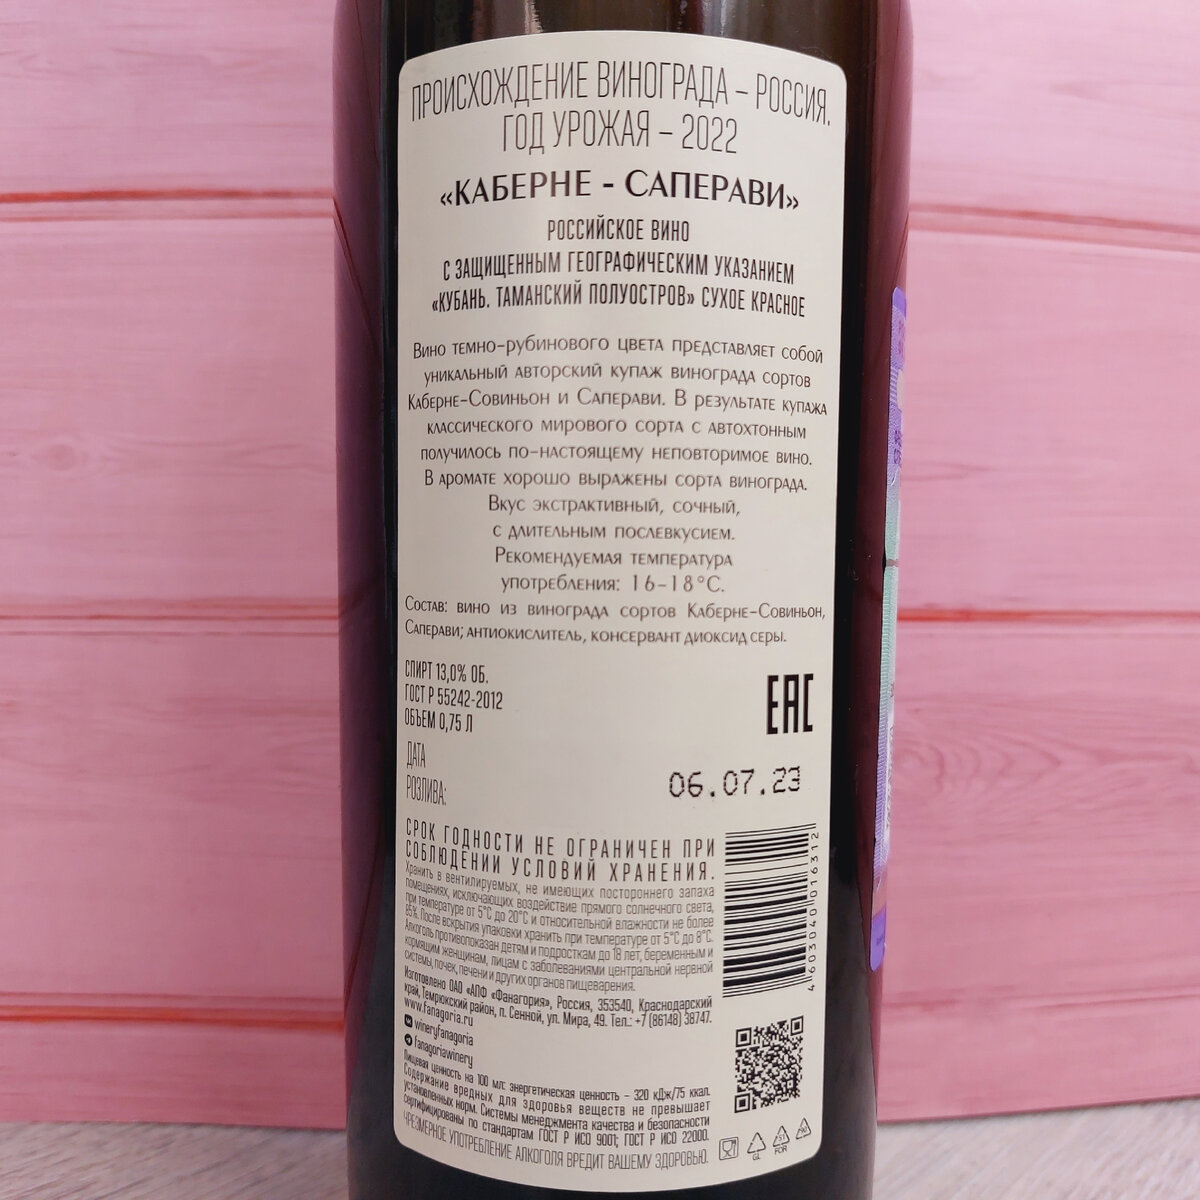 ПРОИСХОЖДЕНИЕ ВИНОГРАДА – РОССИЯ.
ГОД УРОЖАЯ – 2022
«КАБЕРНЕ - САПЕРАВИ»
РОССИЙСКОЕ ВИНО
С ЗАЩИЩЕННЫМ ГЕОГРАФИЧЕСКИМ УКАЗАНИЕМ
«КУБАНЬ. ТАМАНСКИЙ ПОЛУОСТРОВ» СУХОЕ КРАСНОЕ
Вино темно-рубинового цвета представляет собой
уникальный авторский купаж винограда сортов
Каберне-Совиньон и Саперави. В результате купажа
классического мирового сорта с автохтонным
получилось по-настоящему неповторимое вино.
В аромате хорошо выражены сорта винограда.
Вкус экстрактивный, сочный,
с длительным послевкусием.
Рекомендуемая температура
употребления: 16-18°C.
Состав: вино из винограда сортов Каберне-Совиньон,
Саперави; антиокислитель, консервант диоксид серы.
СПИРТ 13,0% ОБ.
ГОСТ Р 55242-2012
ОБЪЕМ 0,75 Л
EAC
ДАТА
РОЗЛИВА:
06.07.23
СРОК ГОДНОСТИ НЕ ОГРАНИЧЕН ПРИ
СОБЛЮДЕНИИ УСЛОВИЙ ХРАНЕНИЯ.
Хранить в вентилируемых, не имеющих постороннего запаха
помещениях, исключающих воздействие прямого солнечного света,
при температуре от 5°C до 20°C и относительной влажности не более
85%. После вскрытия упаковки хранить при температуре от 5°C до 8°C.
Алкоголь противопоказан детям и подросткам до 18 лет, беременным и
кормящим женщинам, лицам с заболеваниями центральной нервной
системы, почек, печени и других органов пищеварения.
Изготовлено ОАО «АПФ «Фанагория», Россия, 353540, Краснодарский
край, Темрюкский район, п. Сенной, ул. Мира, 49. Тел.: +7 (86148) 38747.
www.fanagoria.ru
wineryfanagoria
fanagoriawinery
4603040016312
Пищевая ценность на 100 мл: энергетическая ценность – 320 кДж/75 ккал.
Содержание вредных для здоровья веществ не превышает
установленных норм. Системы менеджмента качества и безопасности
сертифицированы по стандартам ГОСТ Р ИСО 9001; ГОСТ Р ИСО 22000.
ЧРЕЗМЕРНОЕ УПОТРЕБЛЕНИЕ АЛКОГОЛЯ ВРЕДИТ ВАШЕМУ ЗДОРОВЬЮ.
GL
51
FOR